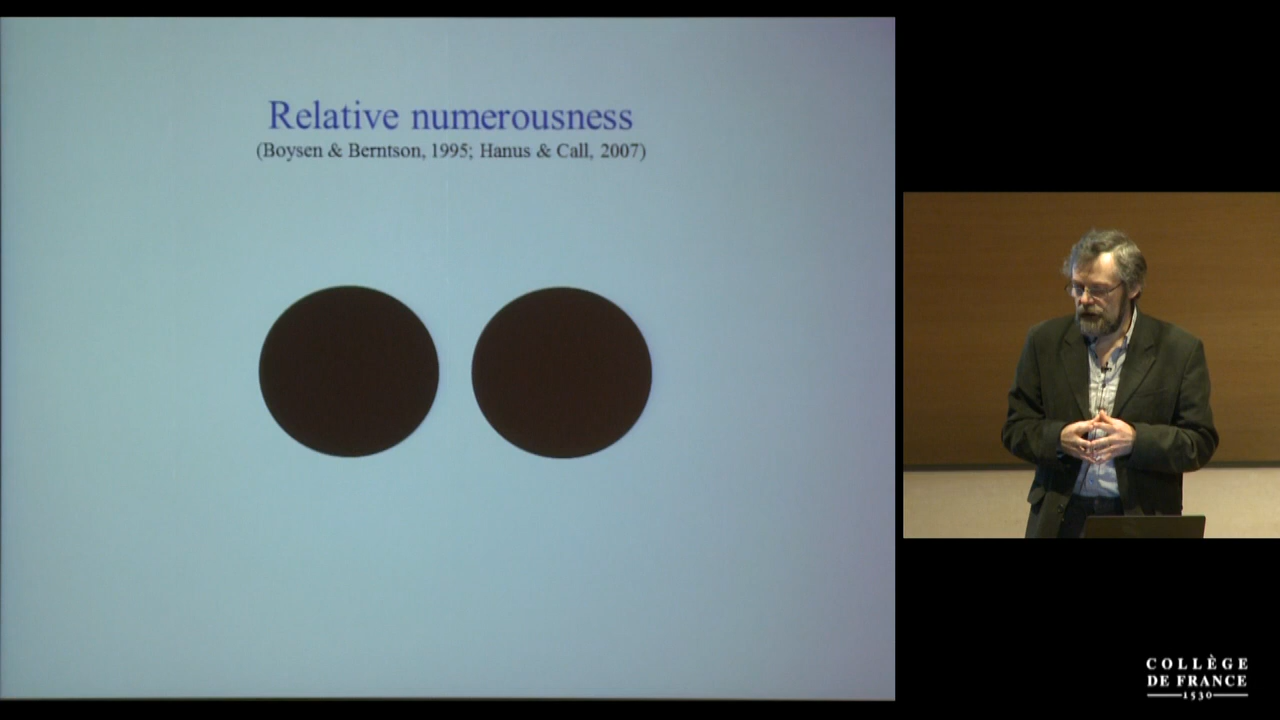 Relative numerousness
(Boysen & Berntson, 1995; Hanus & Call, 2007)
COLLÈGE
DE FRANCE
1530